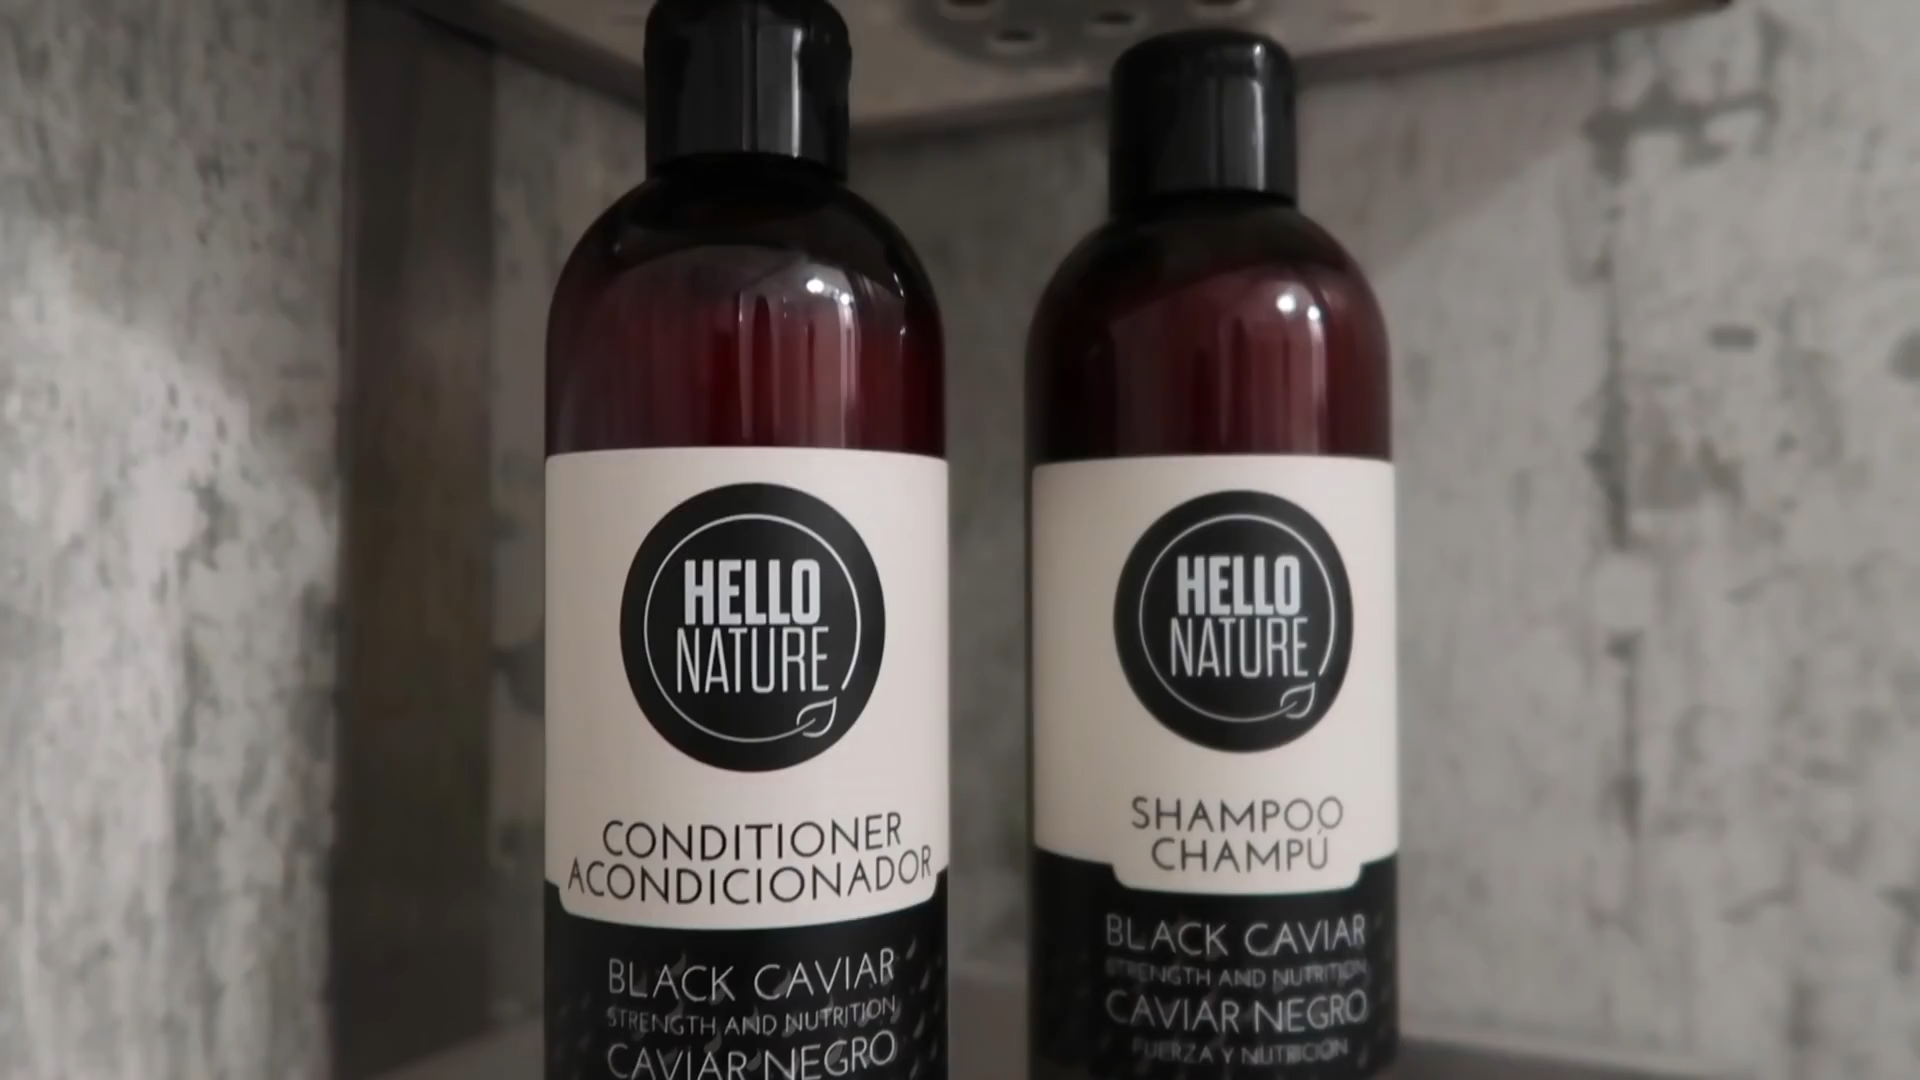 HELLO
NATURE
CONDITIONER
ACONDICIONADOR
BLACK CAVIAR
STRENGTH AND NUTRITION
CAVIAR NEGRO
HELLO
NATURE
SHAMPOO
CHAMPÚ
BLACK CAVIAR
STRENGTH AND NUTRITION
CAVIAR NEGRO
FUERZA Y NUTRICIÓN